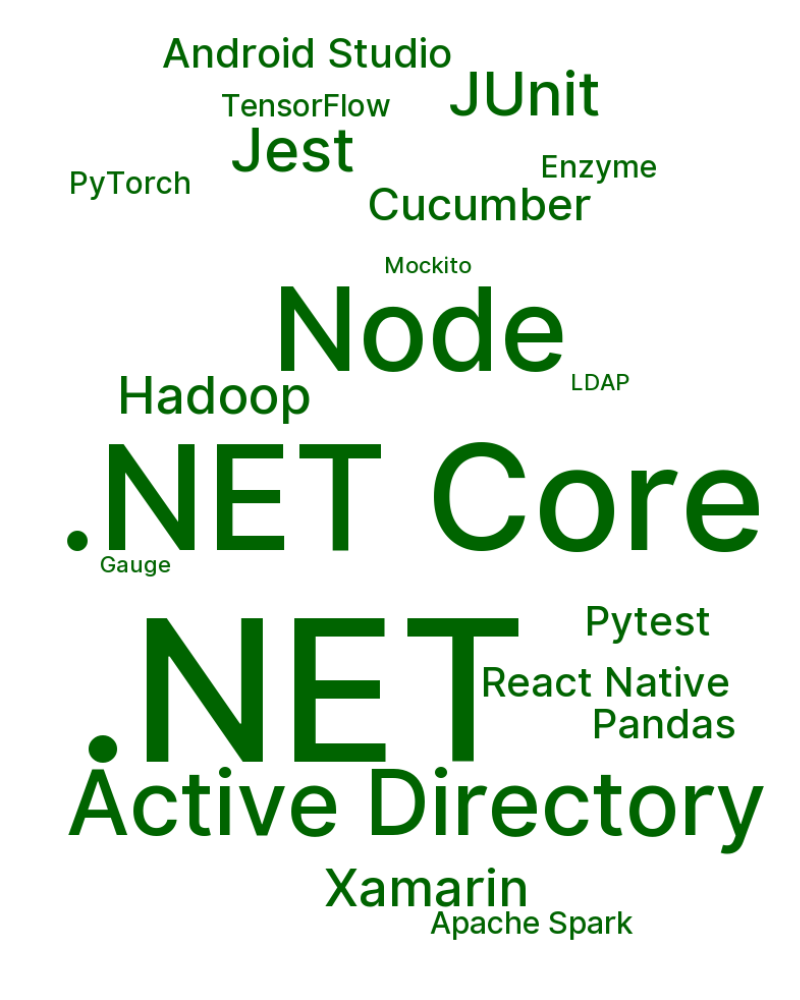 Android Studio
JUnit
TensorFlow
Jest
Enzyme
PyTorch
Cucumber
Mockito
Node
LDAP
Hadoop
.NET Core
Gauge
.NET
Pytest
React Native
Pandas
Active Directory
Xamarin
Apache Spark